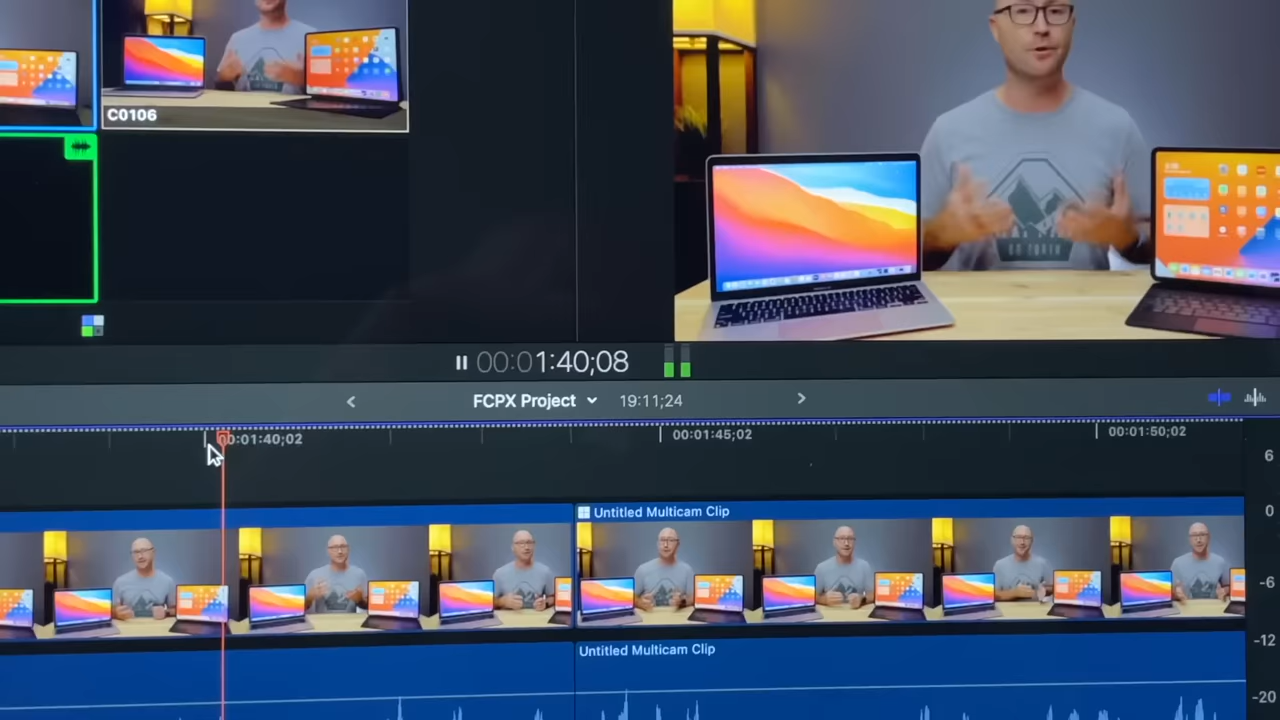 C0106
00:01:40;08
FCPX Project
19:11;24
00:01:40;02
00:01:45;02
00:01:50;02
6
0
-6
-12
-20
Untitled Multicam Clip
Untitled Multicam Clip